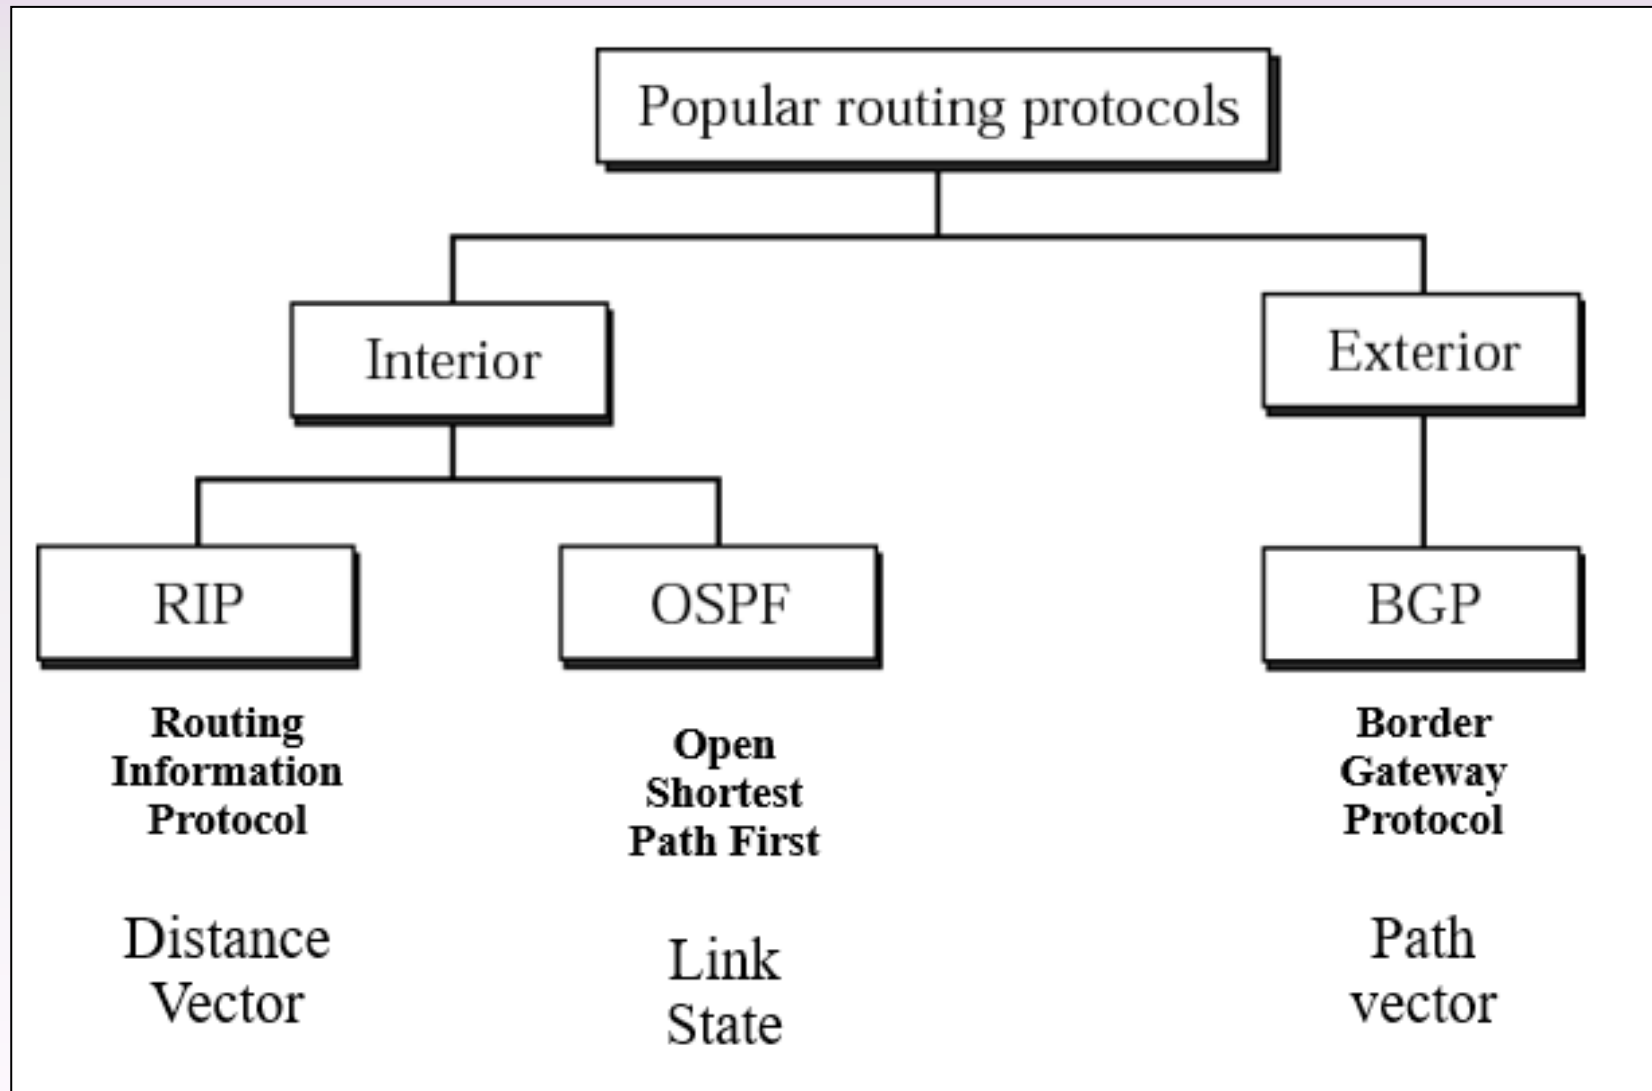 Popular routing protocols
Interior
Exterior
RIP
OSPF
BGP
Routing
Information
Protocol
Open
Shortest
Path First
Border
Gateway
Protocol
Distance
Vector
Link
State
Path
vector